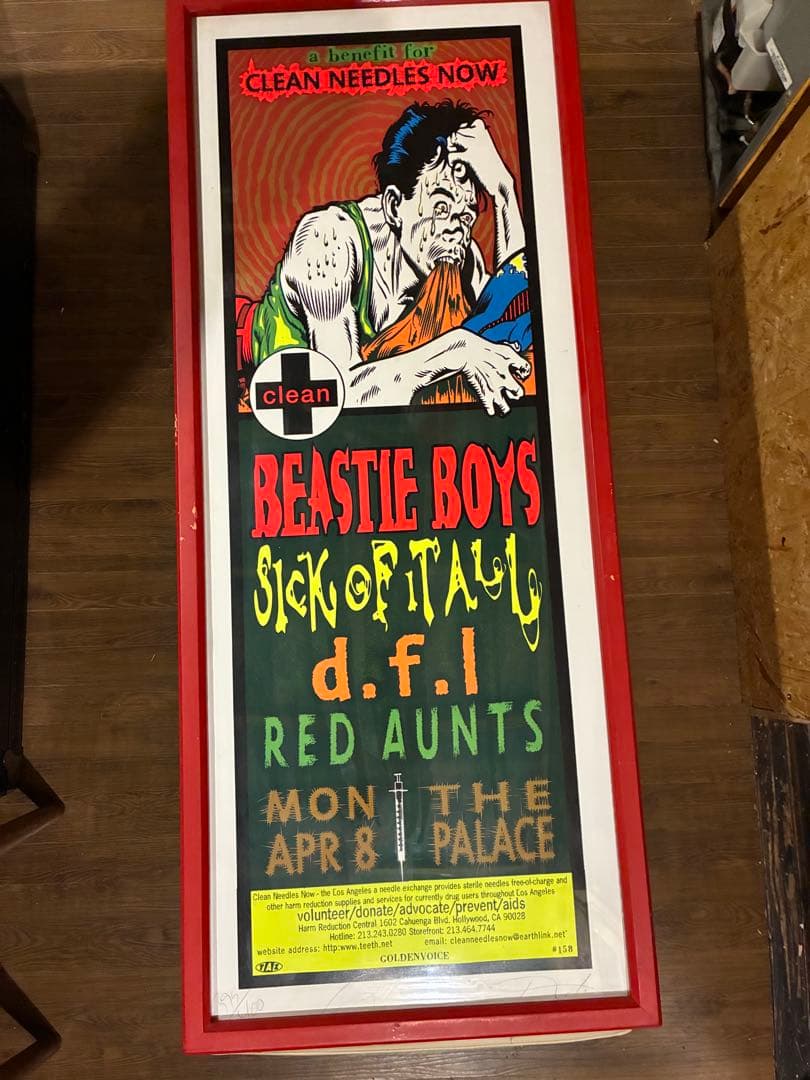 a benefit for
CLEAN NEEDLES NOW
clean
BEASTIE BOYS
SICK OF IT ALL
d.f.l
RED AUNTS
MON THE
APR 8 PALACE
Clean Needles Now - the Los Angeles a needle exchange provides sterile needles free-of-charge and
other harm reduction supplies and services for currently drug users throughout Los Angeles
volunteer/donate/advocate/prevent/aids
Harm Reduction Central 1602 Cahuenga Blvd. Hollywood, CA 90028
Hotline: 213.243.0280 Storefront: 213.464.7744
website address: http:www.teeth.net email: cleanneedlesnow@earthlink.net
TAZ GOLDENVOICE #158